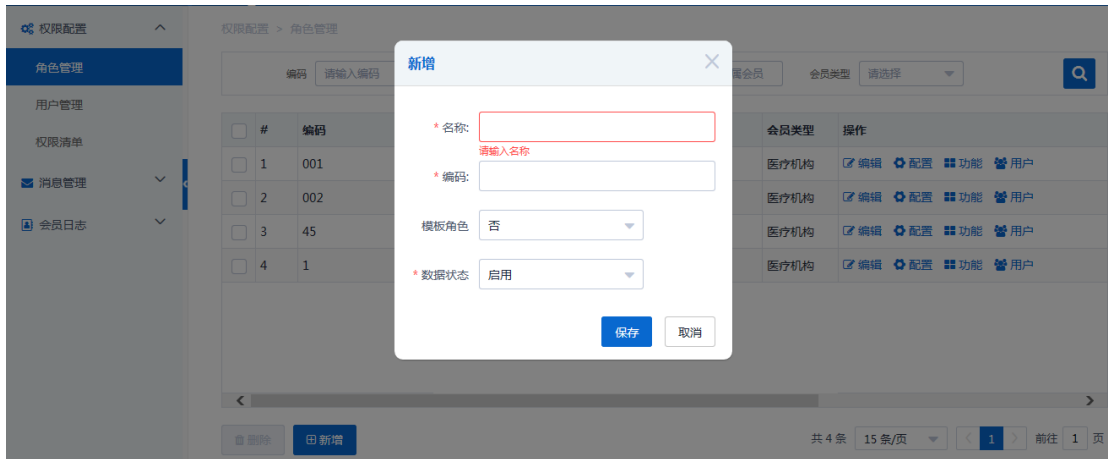 权限配置
角色管理
用户管理
权限清单
消息管理
会员日志
权限配置 > 角色管理
编码 请输入编码 属会员 会员类型 请选择
# 编码 会员类型 操作
1 001 医疗机构 编辑 配置 功能 用户
2 002 医疗机构 编辑 配置 功能 用户
3 45 医疗机构 编辑 配置 功能 用户
4 1 医疗机构 编辑 配置 功能 用户
新增
* 名称:
请输入名称
* 编码:
模板角色 否
* 数据状态 启用
保存 取消
删除 新增 共 4 条 15 条/页 1 前往 1 页